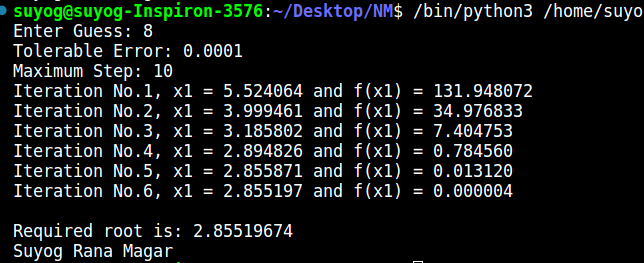 suyog@suyog-Inspiron-3576:~/Desktop/NM$ /bin/python3 /home/suyo
Enter Guess: 8
Tolerable Error: 0.0001
Maximum Step: 10
Iteration No.1, x1 = 5.524064 and f(x1) = 131.948072
Iteration No.2, x1 = 3.999461 and f(x1) = 34.976833
Iteration No.3, x1 = 3.185802 and f(x1) = 7.404753
Iteration No.4, x1 = 2.894826 and f(x1) = 0.784560
Iteration No.5, x1 = 2.855871 and f(x1) = 0.013120
Iteration No.6, x1 = 2.855197 and f(x1) = 0.000004
Required root is: 2.85519674
Suyog Rana Magar